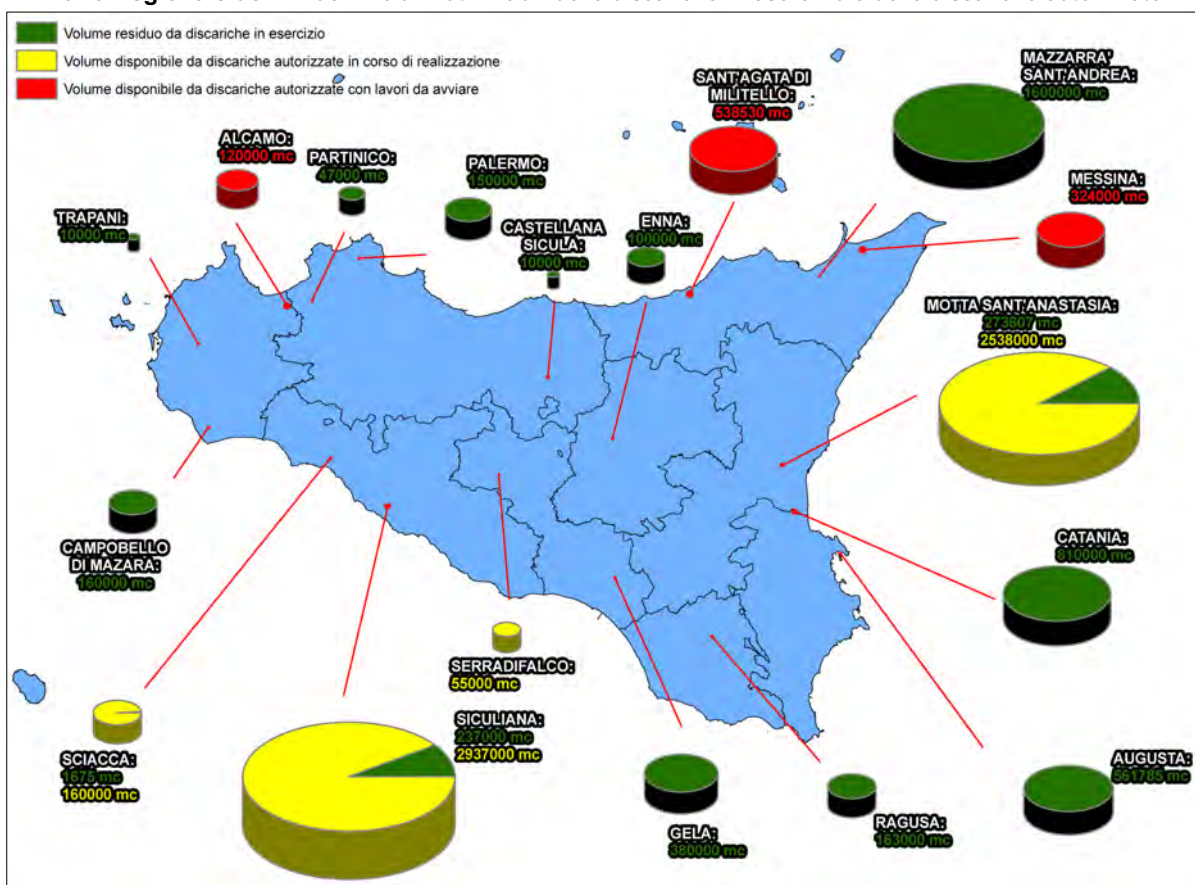 Volume residuo da discariche in esercizio
Volume disponibile da discariche autorizzate in corso di realizzazione
Volume disponibile da discariche autorizzate con lavori da avviare
MAZZARRA'
SANT'ANDREA:
1600000 mc
SANT'AGATA DI
MILITELLO:
538530 mc
ALCAMO:
120000 mc
PARTINICO:
47000 mc
PALERMO:
150000 mc
MESSINA:
324000 mc
TRAPANI:
10000 mc
CASTELLANA
SICULA:
10000 mc
ENNA:
100000 mc
MOTTA SANT'ANASTASIA:
273607 mc
2538000 mc
CAMPOBELLO
DI MAZARA:
160000 mc
CATANIA:
810000 mc
SERRADIFALCO:
55000 mc
SICULIANA:
237000 mc
2937000 mc
SCIACCA:
1675 mc
160000 mc
AUGUSTA:
561785 mc
GELA:
380000 mc
RAGUSA:
163000 mc